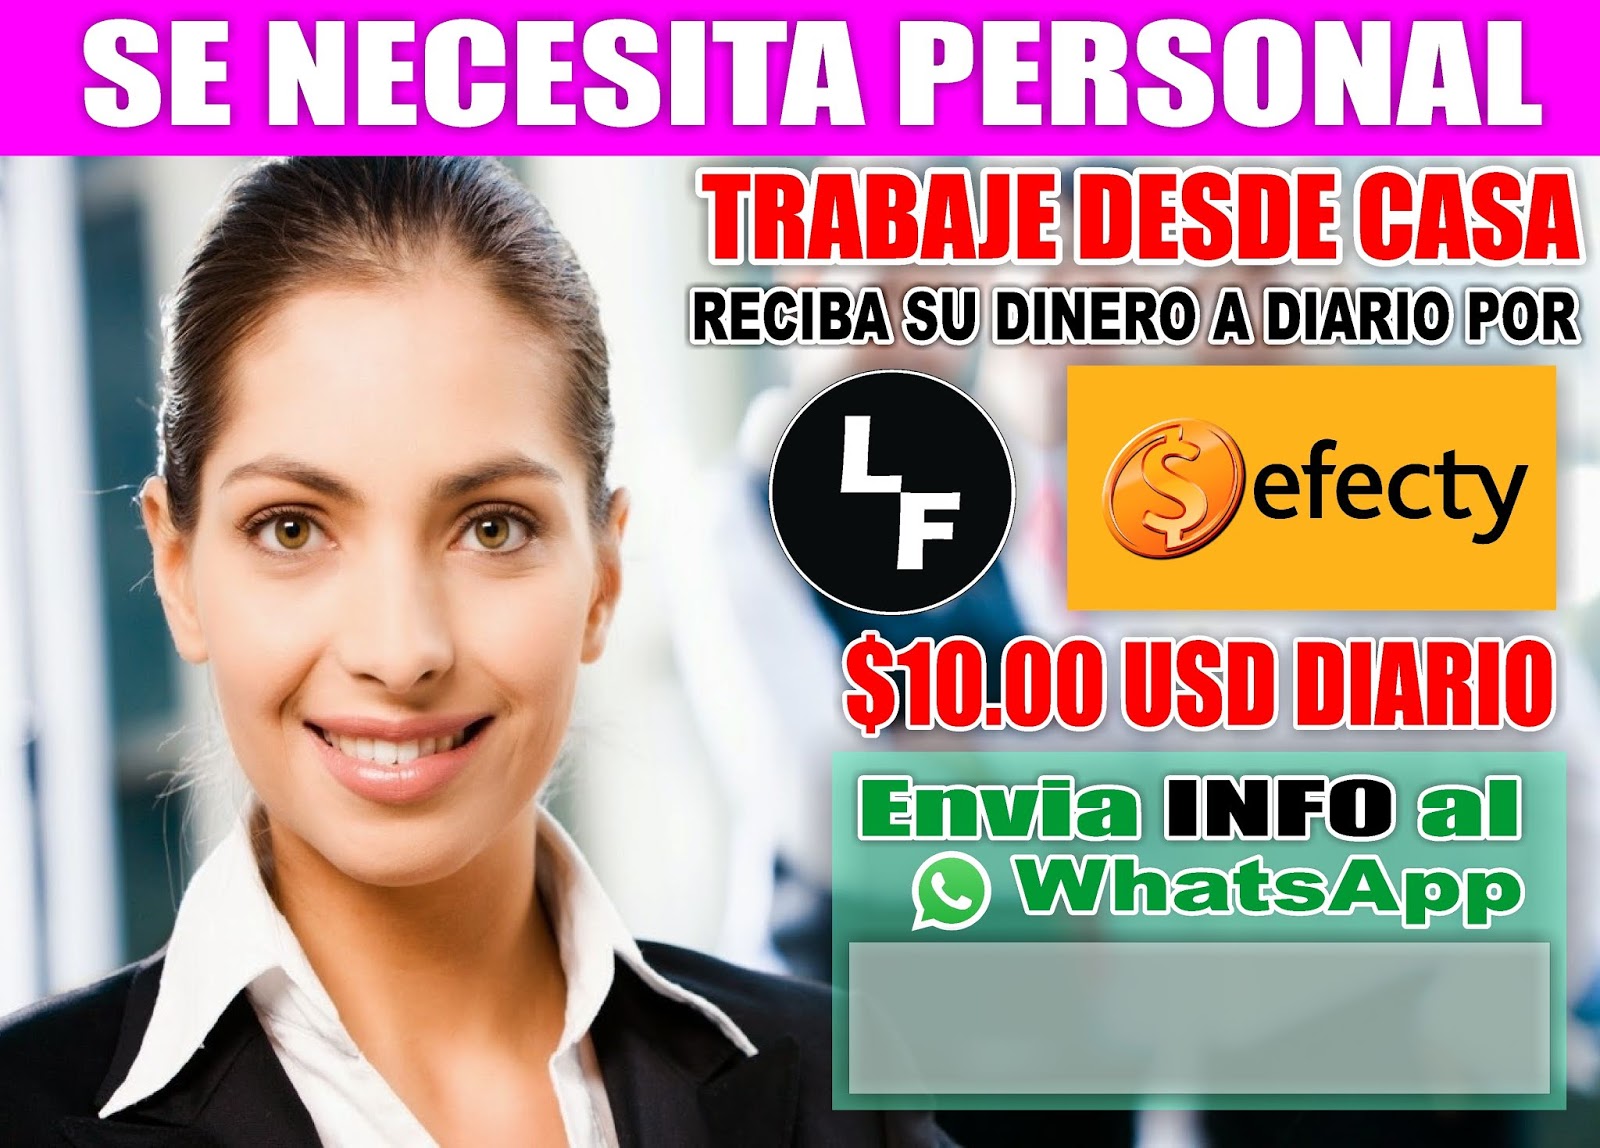 SE NECESITA PERSONAL
TRABAJE DESDE CASA
RECIBA SU DINERO A DIARIO POR
L
F
$ efecty
$10.00 USD DIARIO
Envia INFO al
WhatsApp